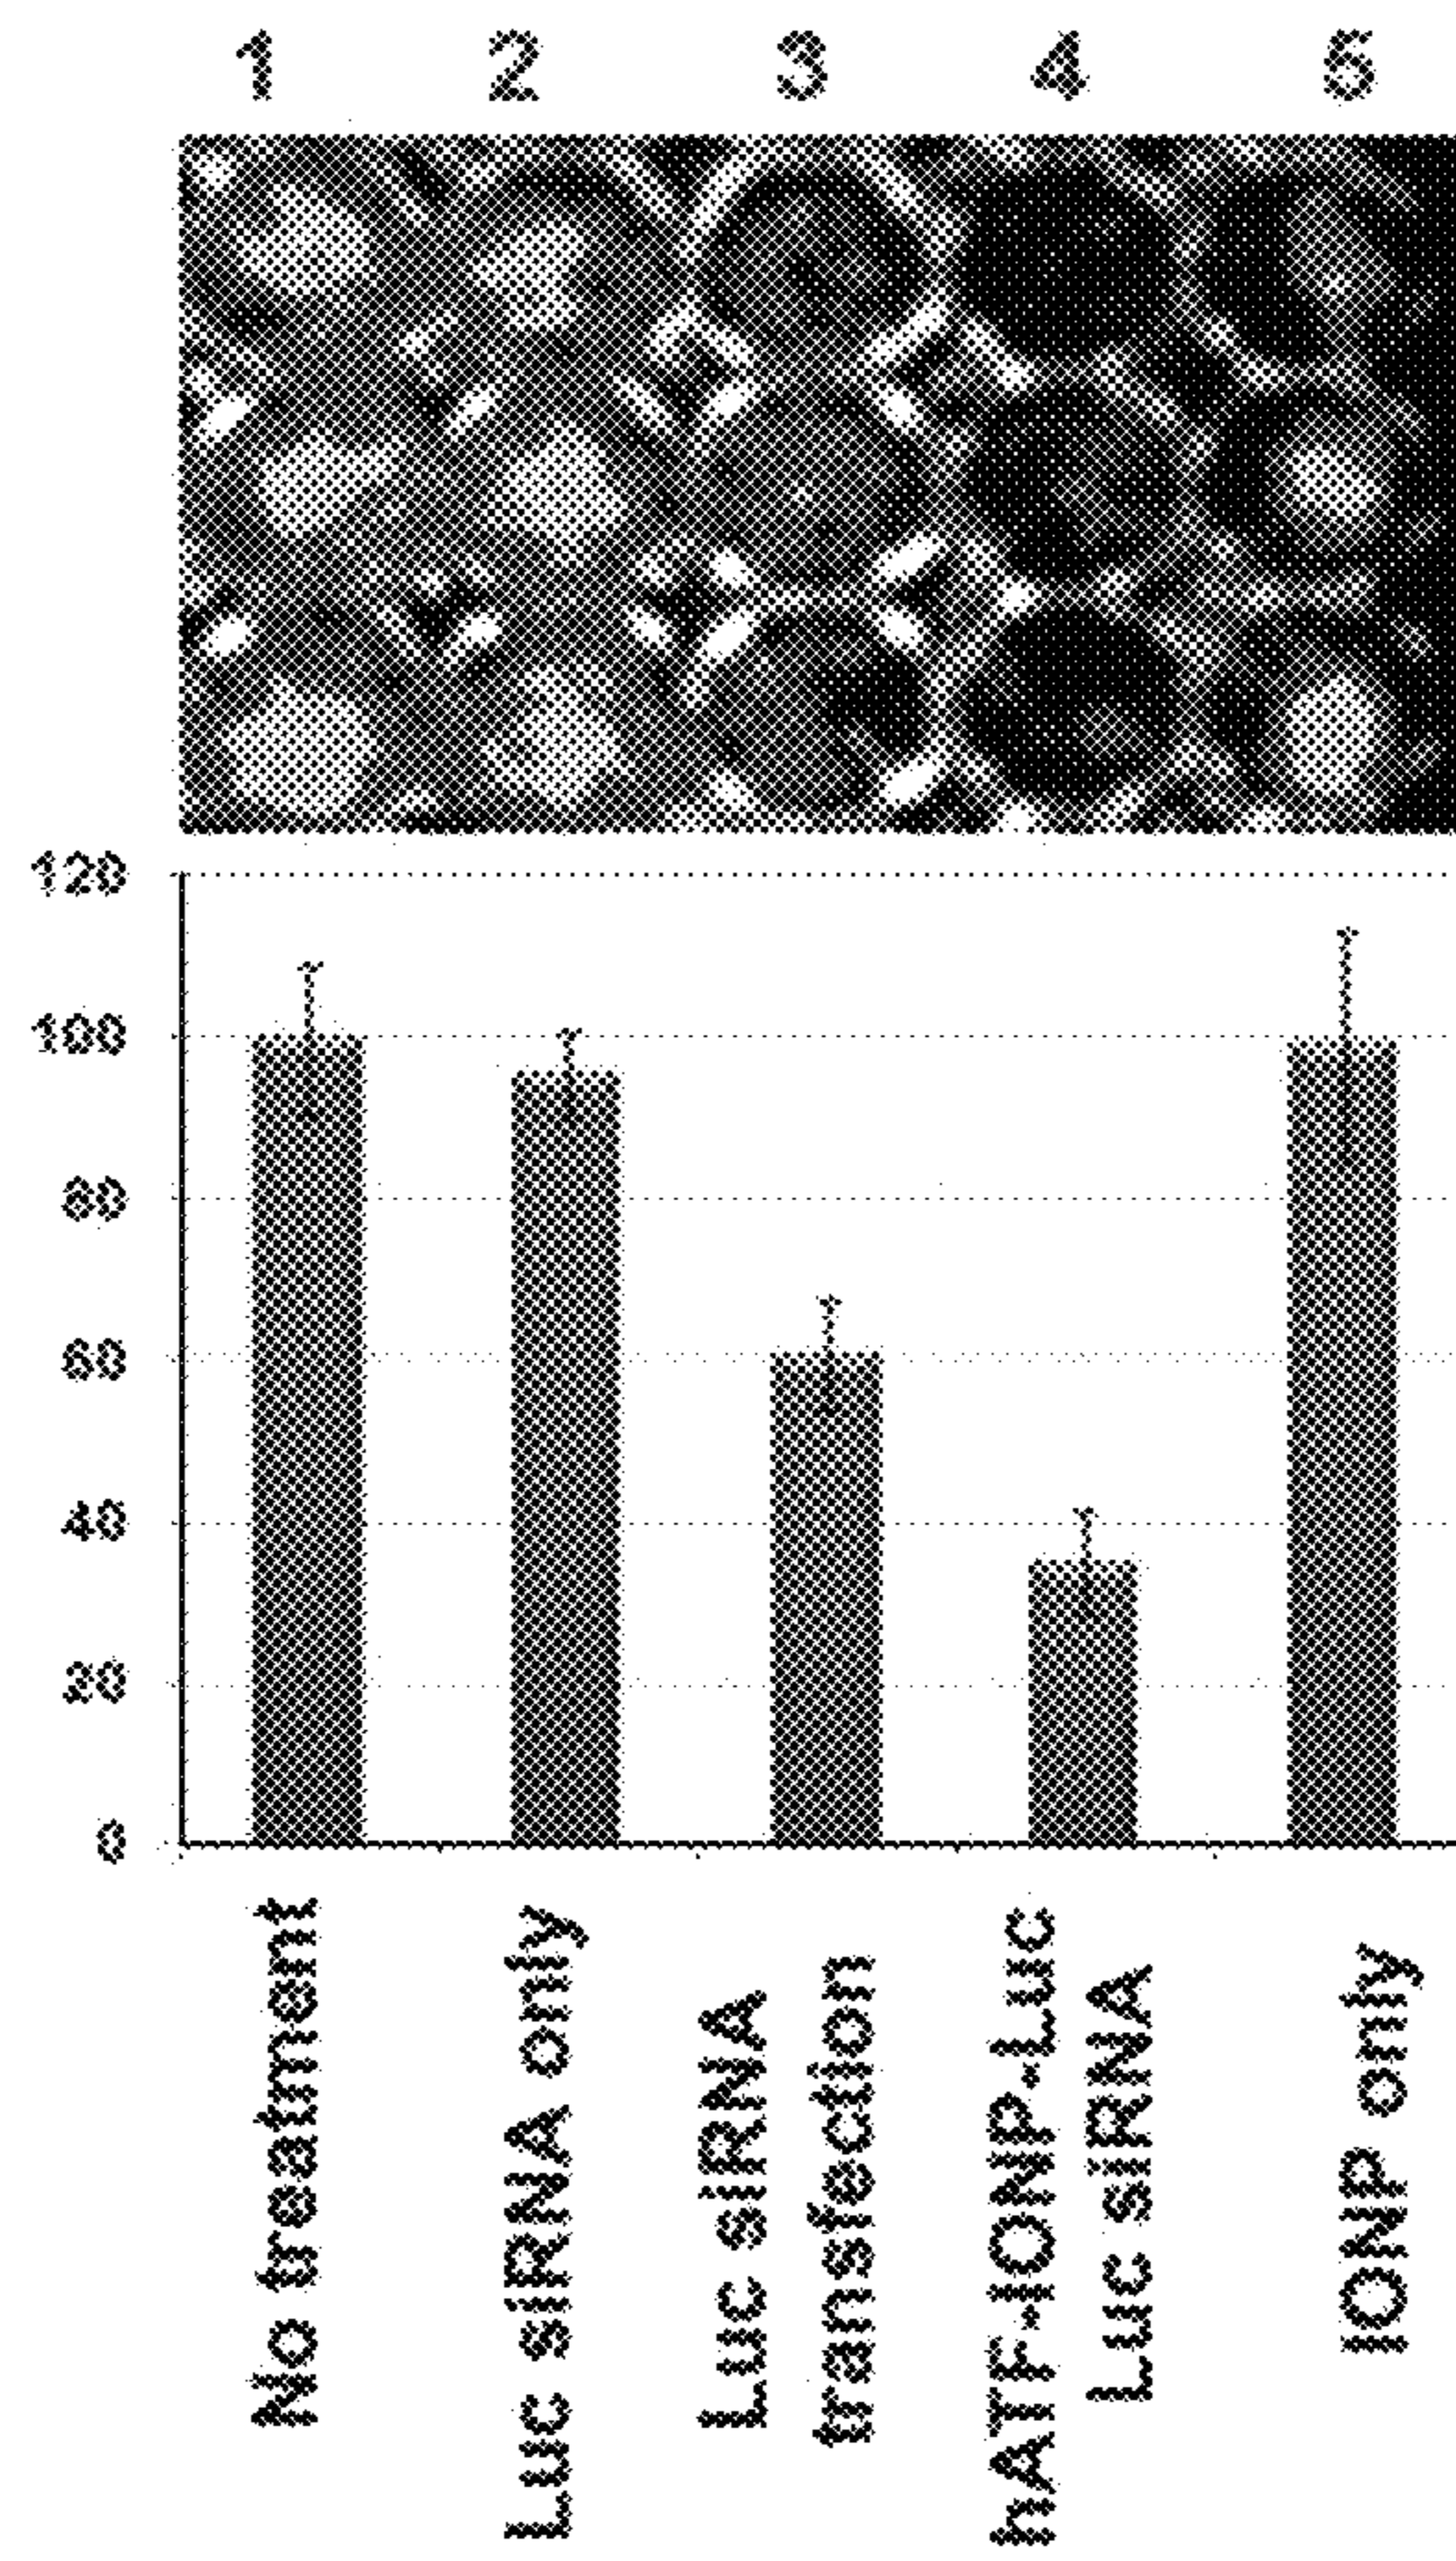 1 2 3 4 5
120
100
80
60
40
20
0
No treatment
Luc siRNA only
Luc siRNA
transfection
hATF-IONP-Luc
Luc siRNA
IONP only